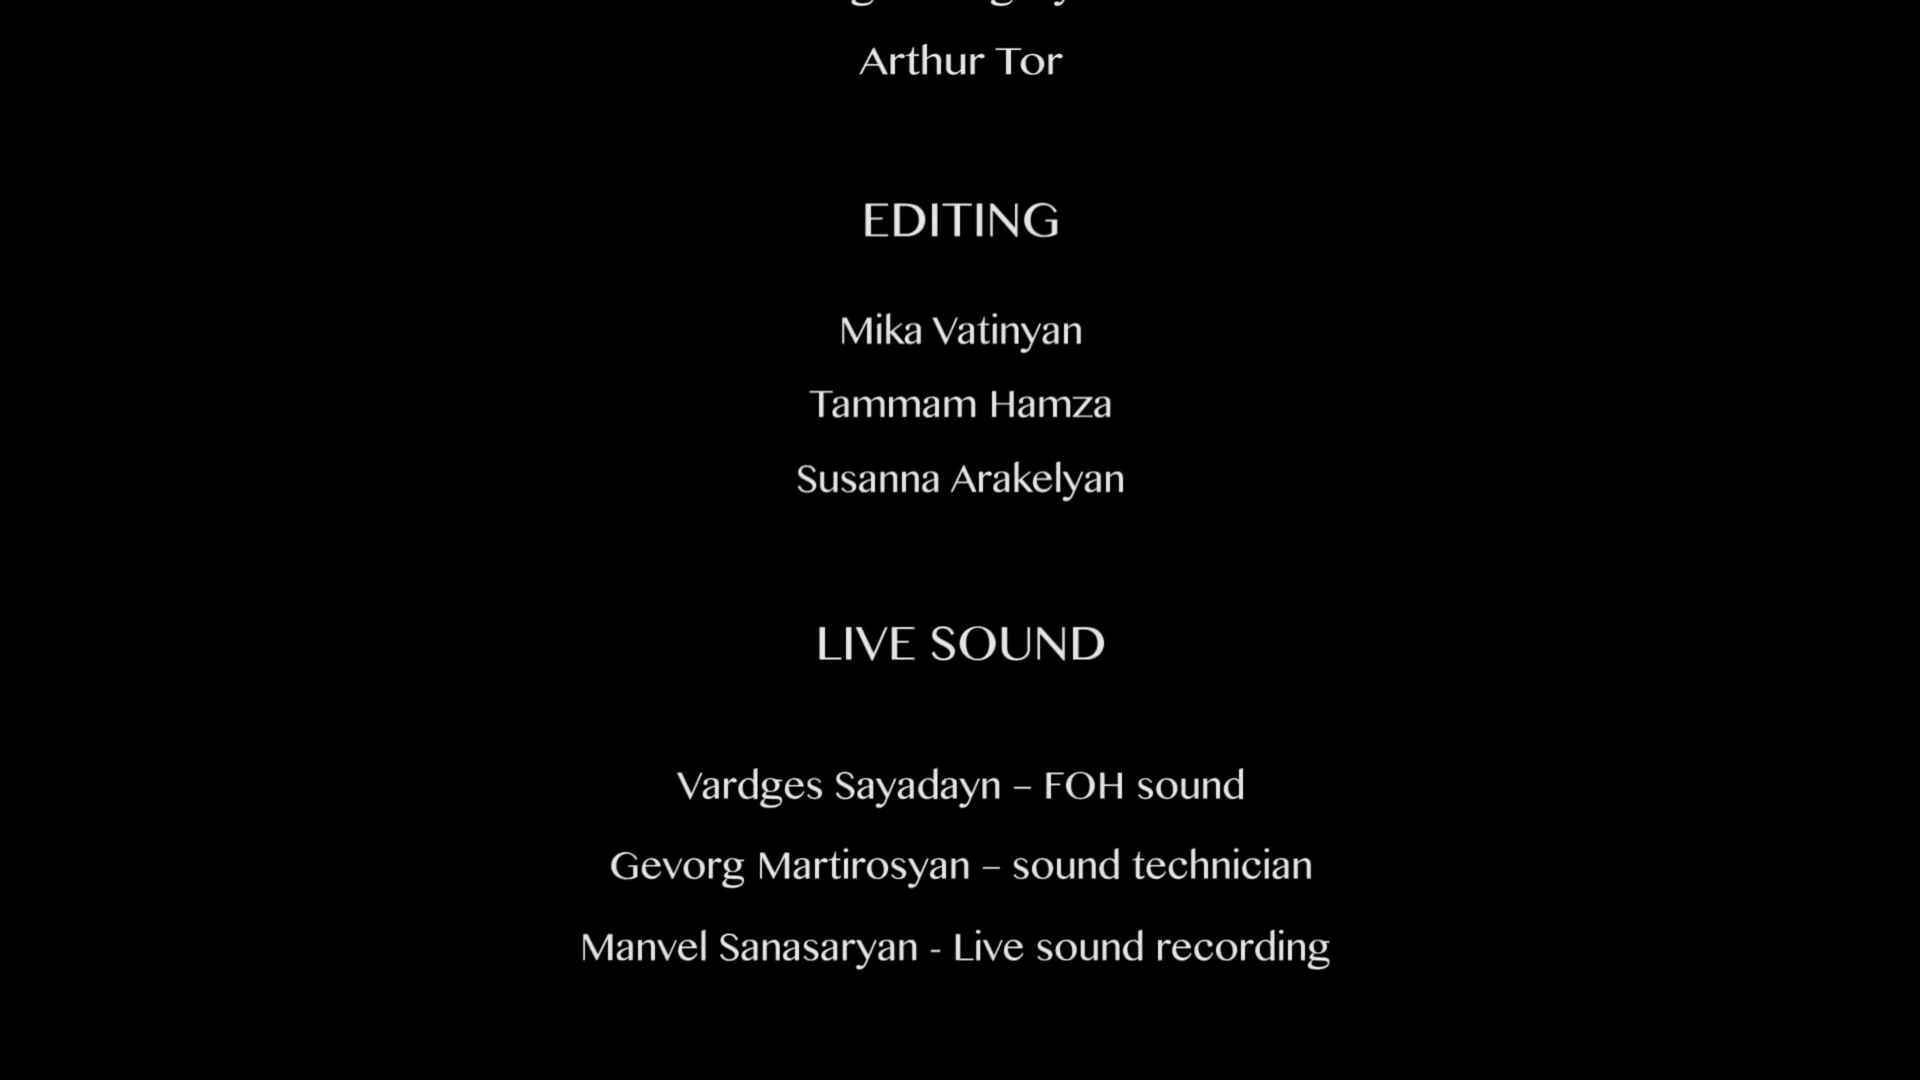 Arthur Tor
EDITING
Mika Vatinyan
Tammam Hamza
Susanna Arakelyan
LIVE SOUND
Vardges Sayadayn – FOH sound
Gevorg Martirosyan – sound technician
Manvel Sanasaryan - Live sound recording